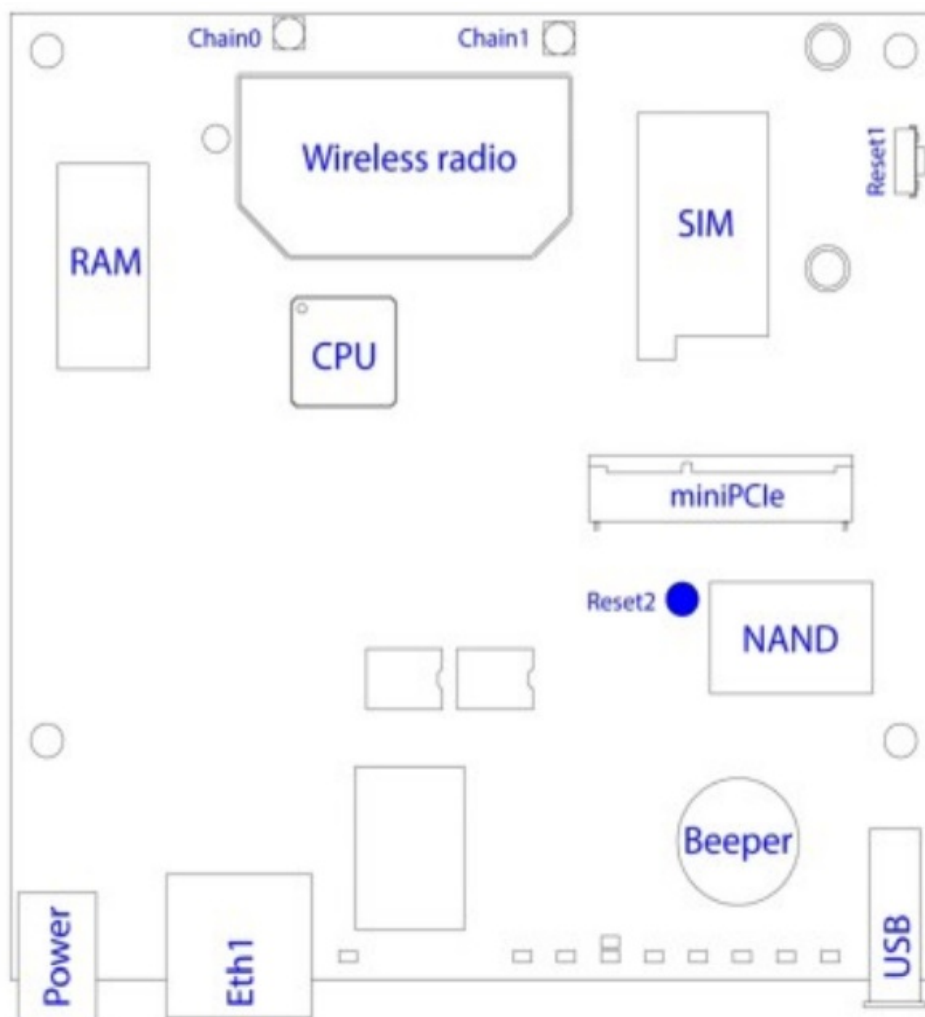 Chain0
Chain1
Wireless radio
Reset1
SIM
RAM
CPU
miniPCIe
Reset2
NAND
Beeper
Power
Eth1
USB